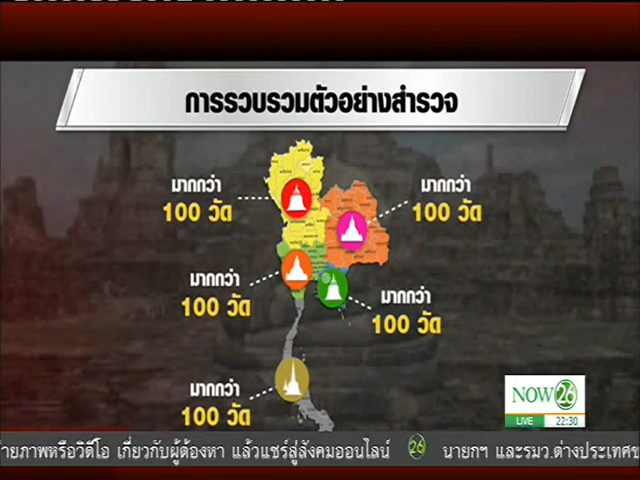 การรวบรวมตัวอย่างสำรวจ
มากกว่า
100 วัด
มากกว่า
100 วัด
มากกว่า
100 วัด
มากกว่า
100 วัด
มากกว่า
100 วัด
NOW26
LIVE 22:30
ายภาพหรือวิดีโอ เกี่ยวกับผู้ต้องหา แล้วแชร์สู่สังคมออนไลน์ 26 นายกฯ และรมว.ต่างประเทศข